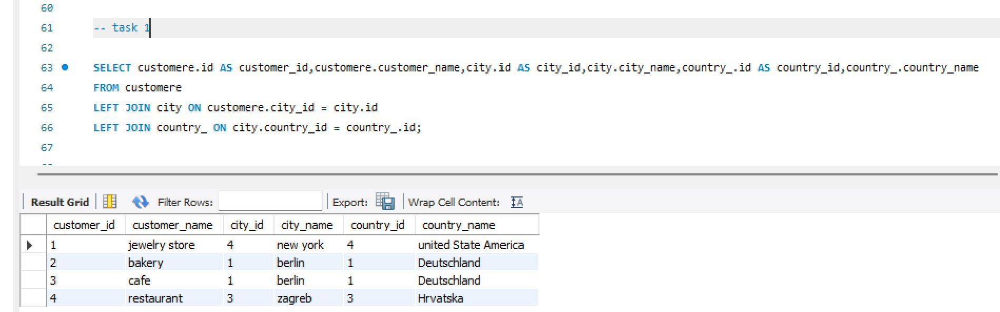 60
61 -- task 1
62
63 SELECT customere.id AS customer_id,customere.customer_name,city.id AS city_id,city.city_name,country_.id AS country_id,country_.country_name
64 FROM customere
65 LEFT JOIN city ON customere.city_id = city.id
66 LEFT JOIN country_ ON city.country_id = country_.id;
67
Result Grid Filter Rows: Export: Wrap Cell Content: IA
customer_id customer_name city_id city_name country_id country_name
1 jewelry store 4 new york 4 united State America
2 bakery 1 berlin 1 Deutschland
3 cafe 1 berlin 1 Deutschland
4 restaurant 3 zagreb 3 Hrvatska